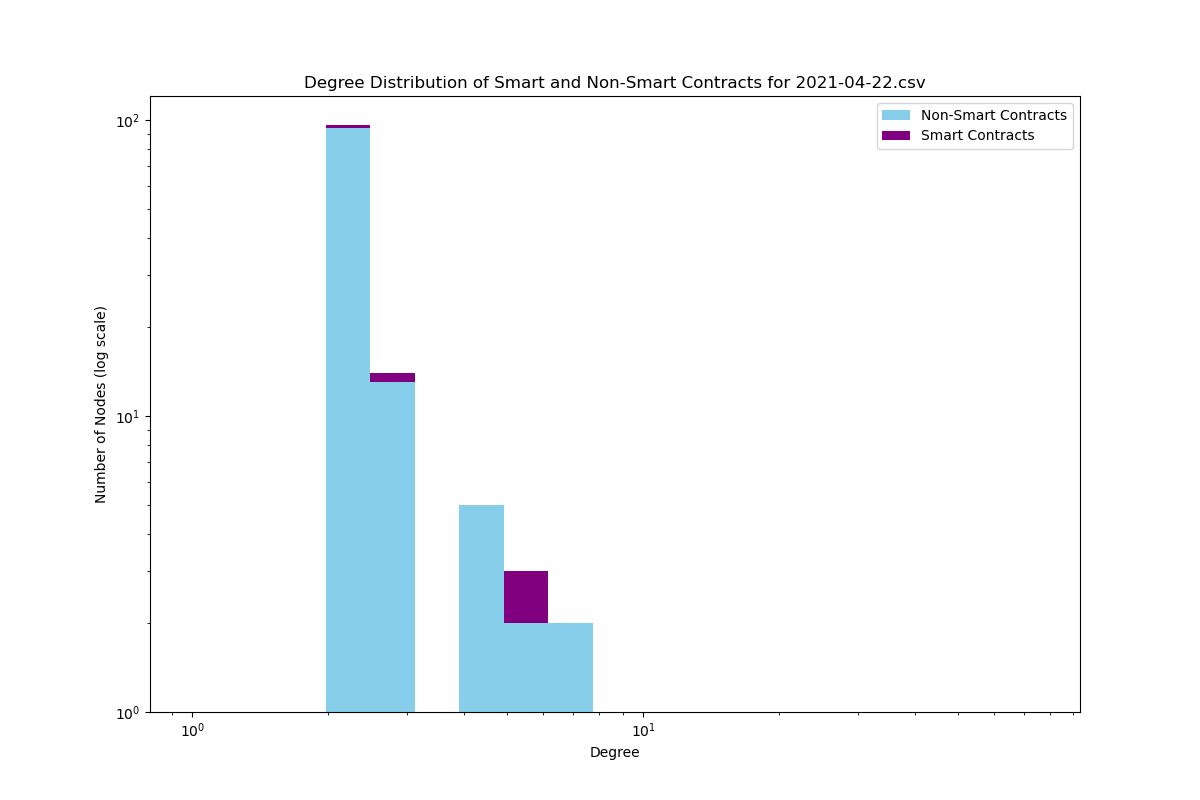 Degree Distribution of Smart and Non-Smart Contracts for 2021-04-22.csv
Non-Smart Contracts
Smart Contracts
Number of Nodes (log scale)
10²
10¹
10⁰
10⁰ 10¹
Degree